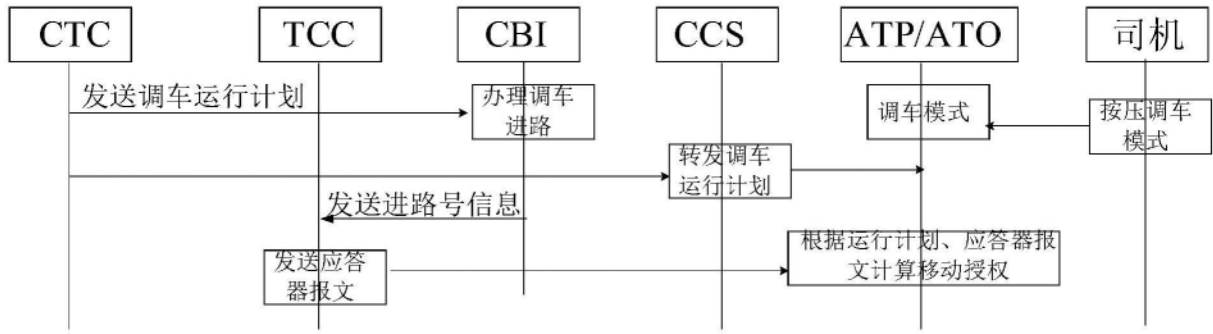 CTC
TCC
CBI
CCS
ATP/ATO
司机
发送调车运行计划
办理调车
进路
调车模式
按压调车
模式
转发调车
运行计划
发送进路号信息
发送应答
器报文
根据运行计划、应答器报
文计算移动授权